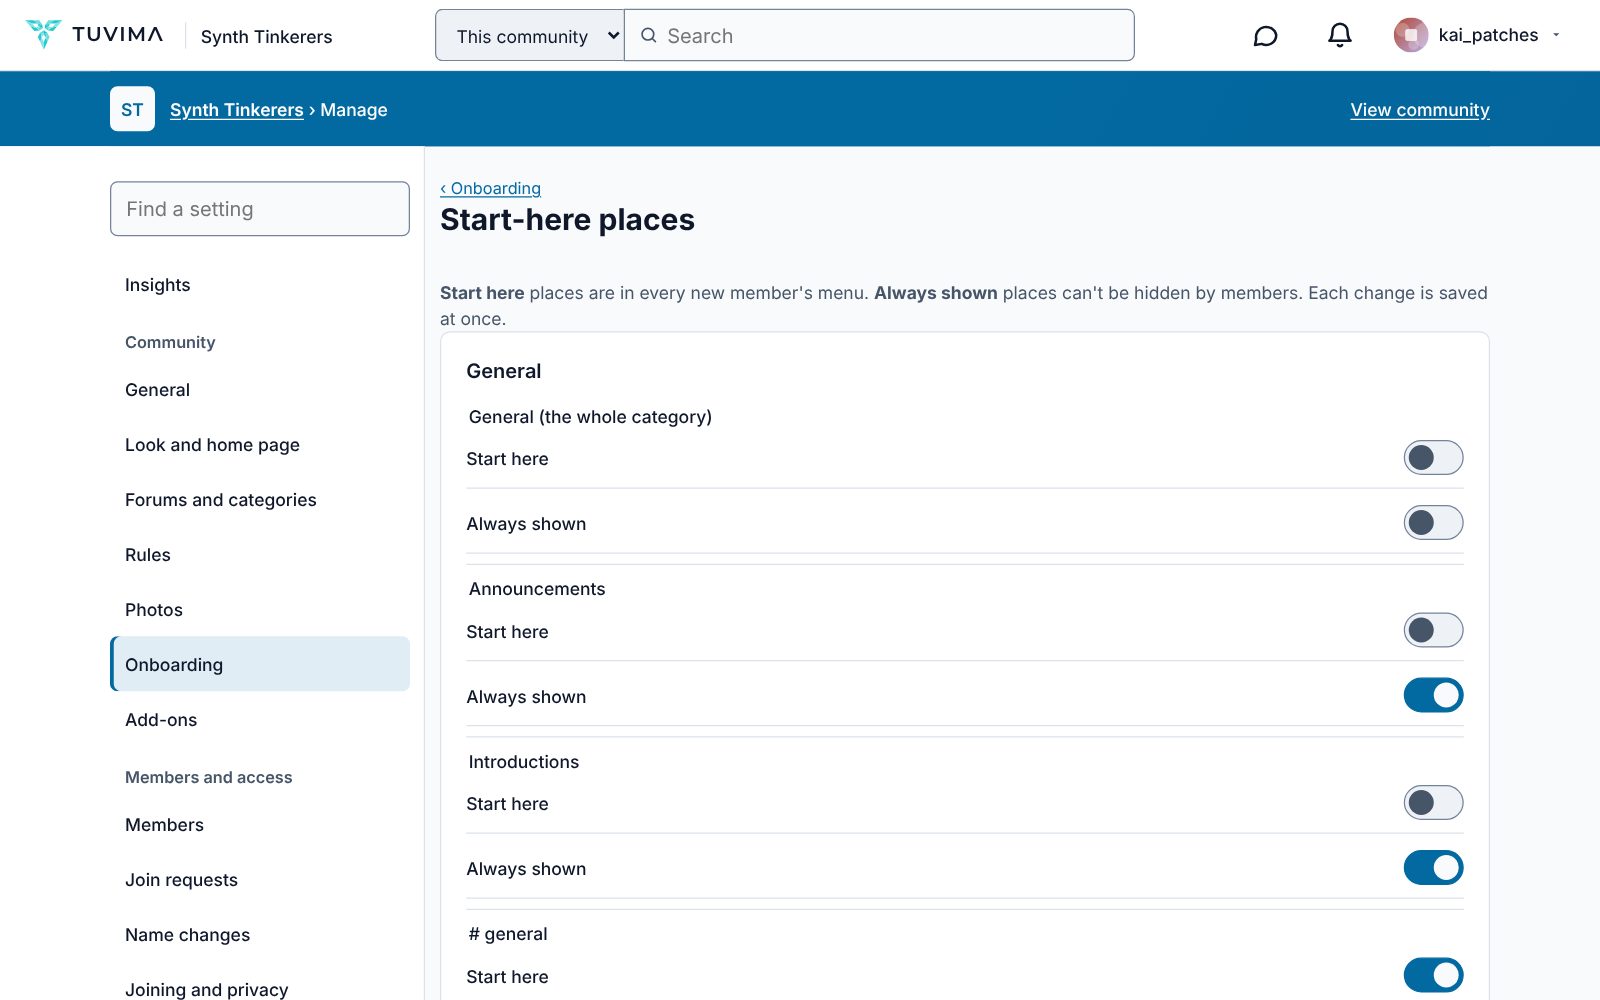 TUVIMA
Synth Tinkerers
This community
Search
kai_patches
ST
Synth Tinkerers › Manage
View community
Find a setting
Insights
Community
General
Look and home page
Forums and categories
Rules
Photos
Onboarding
Add-ons
Members and access
Members
Join requests
Name changes
Joining and privacy
‹ Onboarding
Start-here places
Start here places are in every new member's menu. Always shown places can't be hidden by members. Each change is saved
at once.
General
General (the whole category)
Start here
Always shown
Announcements
Start here
Always shown
Introductions
Start here
Always shown
# general
Start here